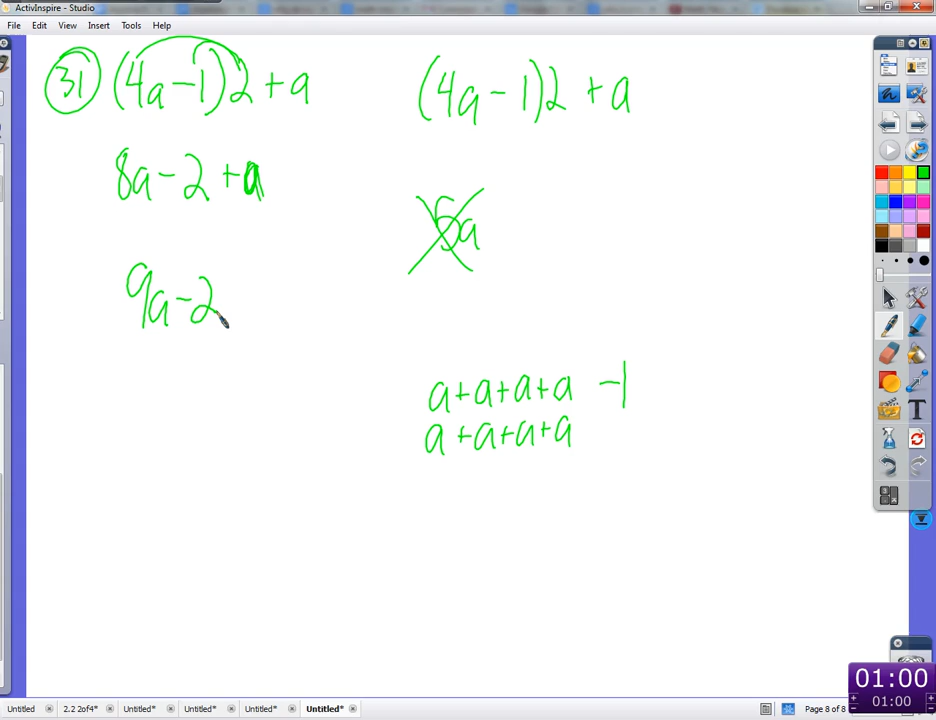 ActivInspire - Studio
File Edit View Insert Tools Help
31 (4a-1)2+a
8a-2+a
9a-2
(4a-1)2+a
5a
a+a+a+a -1
a+a+a+a
01:00
01:00
Untitled 2.2 2of4* Untitled* Untitled* Untitled* Untitled* Page 8 of 8